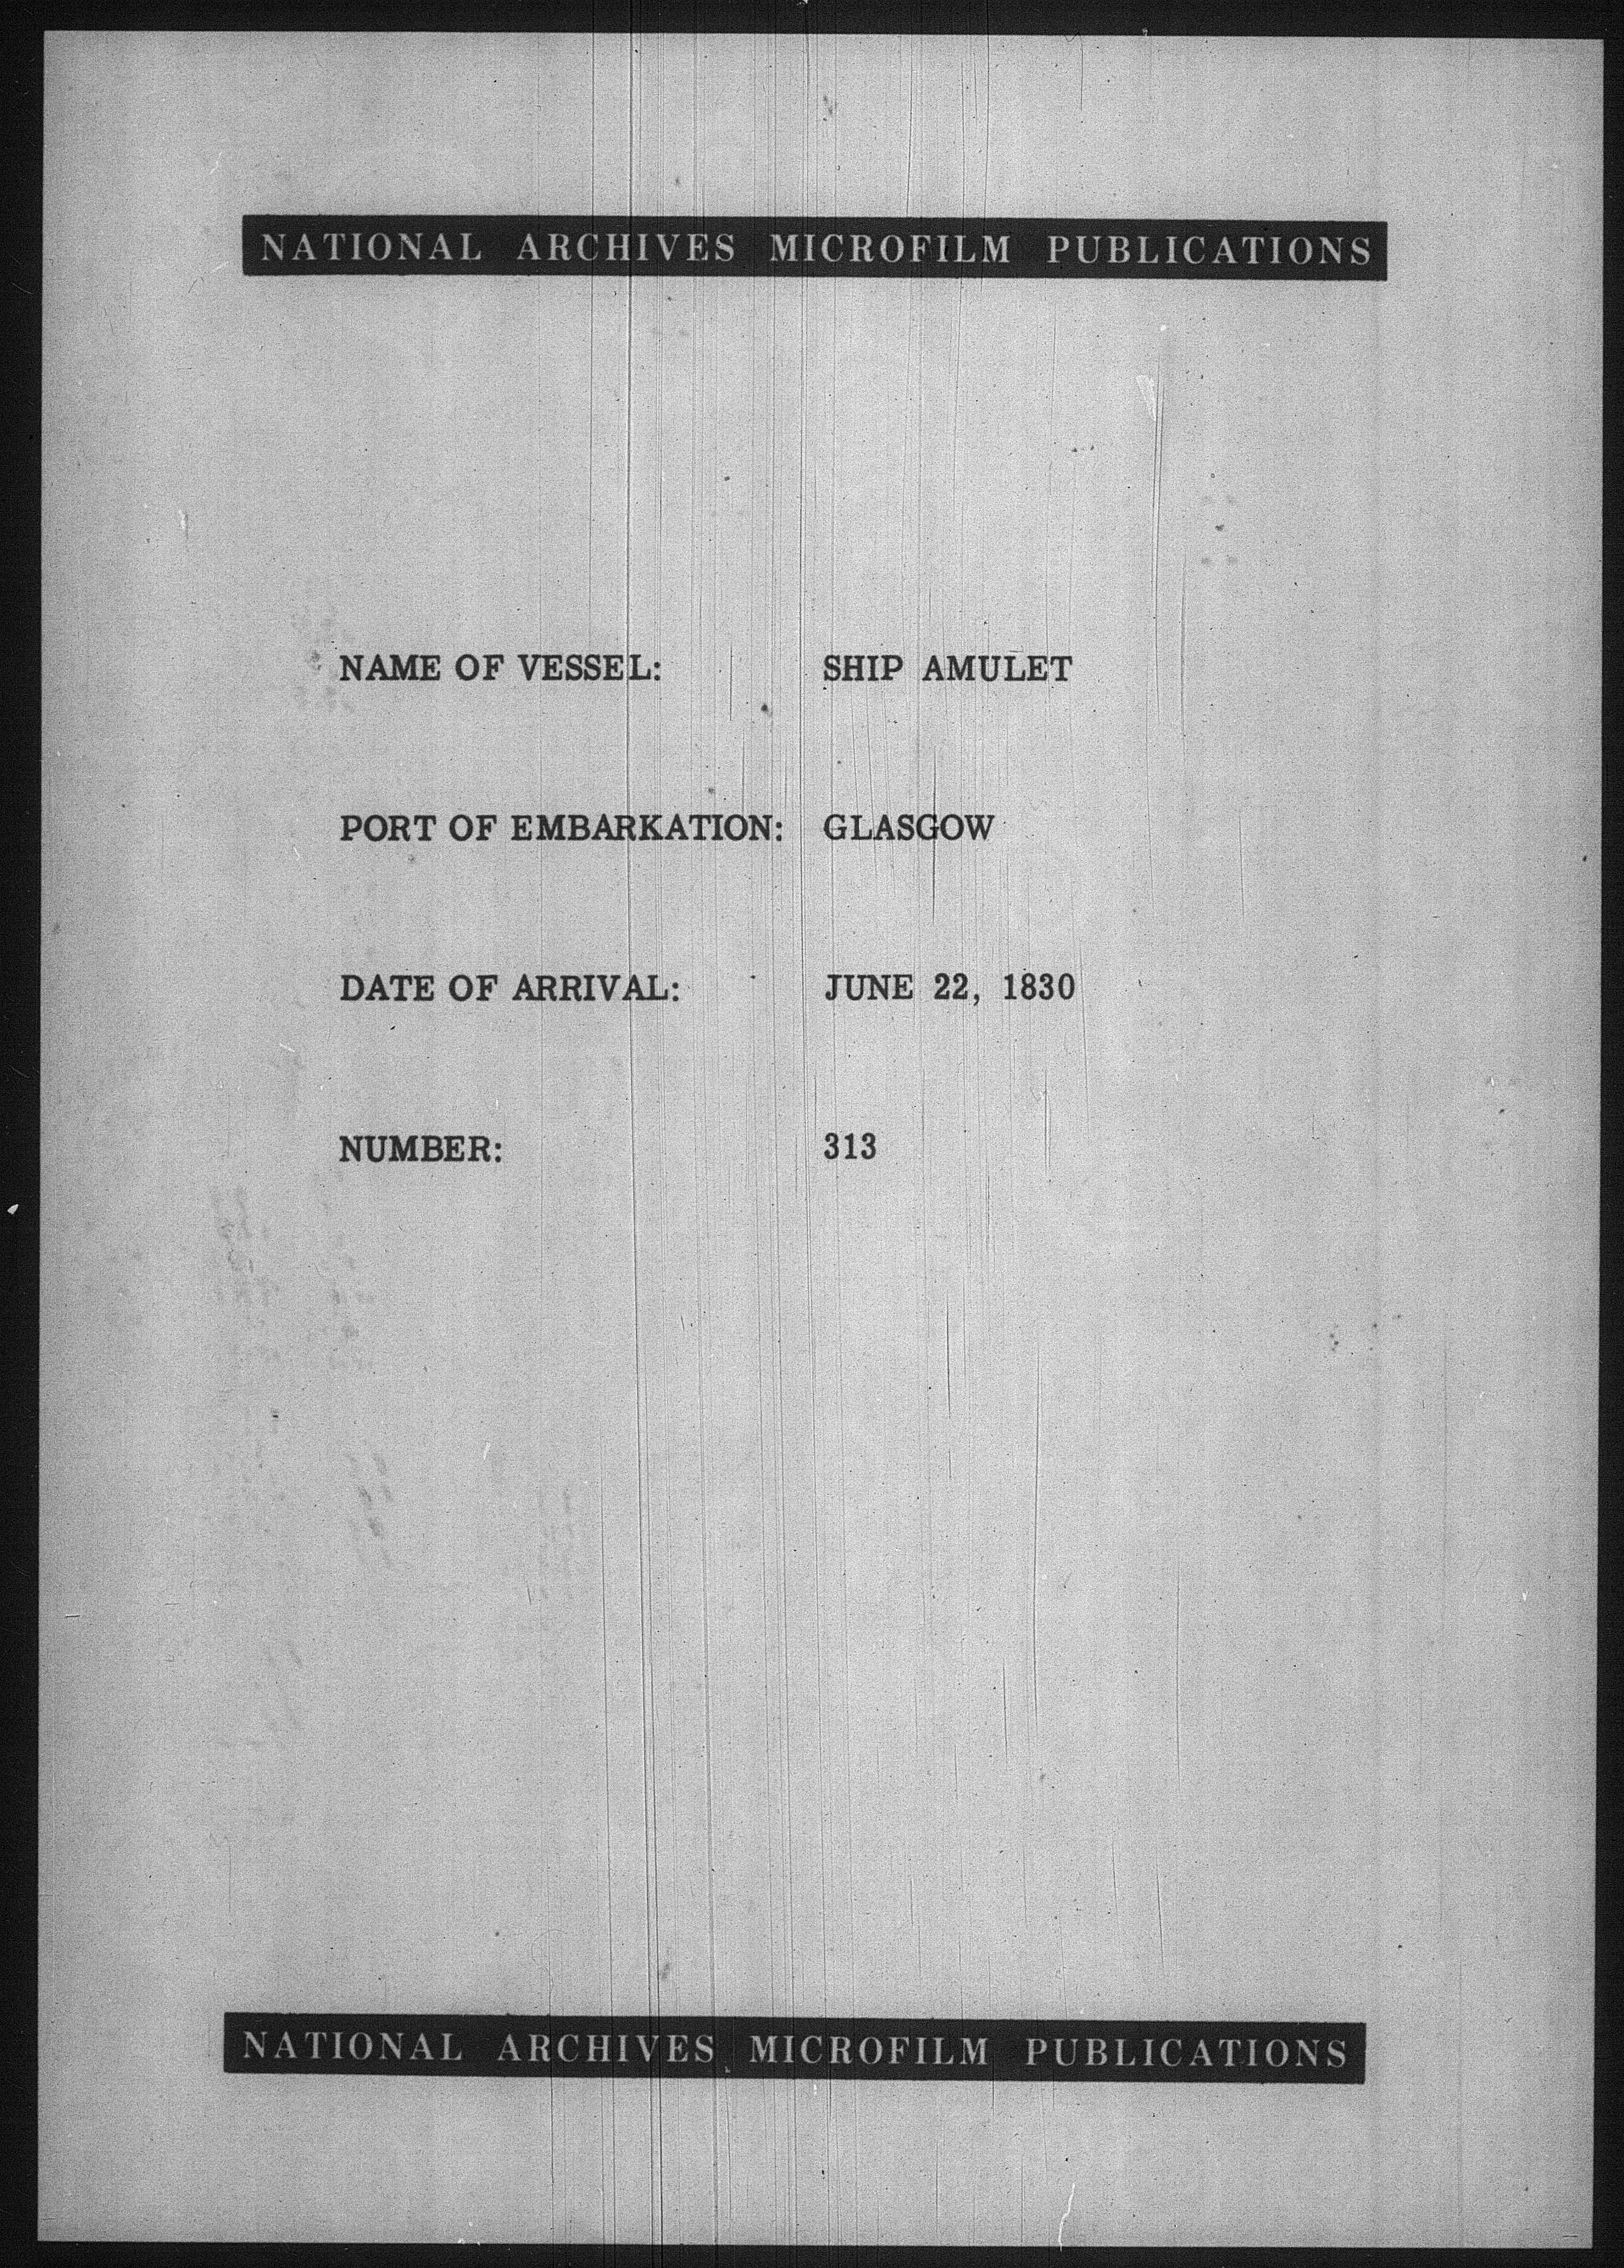 NATIONAL ARCHIVES MICROFILM PUBLICATIONS
NAME OF VESSEL: SHIP AMULET
PORT OF EMBARKATION: GLASGOW
DATE OF ARRIVAL: JUNE 22, 1830
NUMBER: 313
NATIONAL ARCHIVES MICROFILM PUBLICATIONS